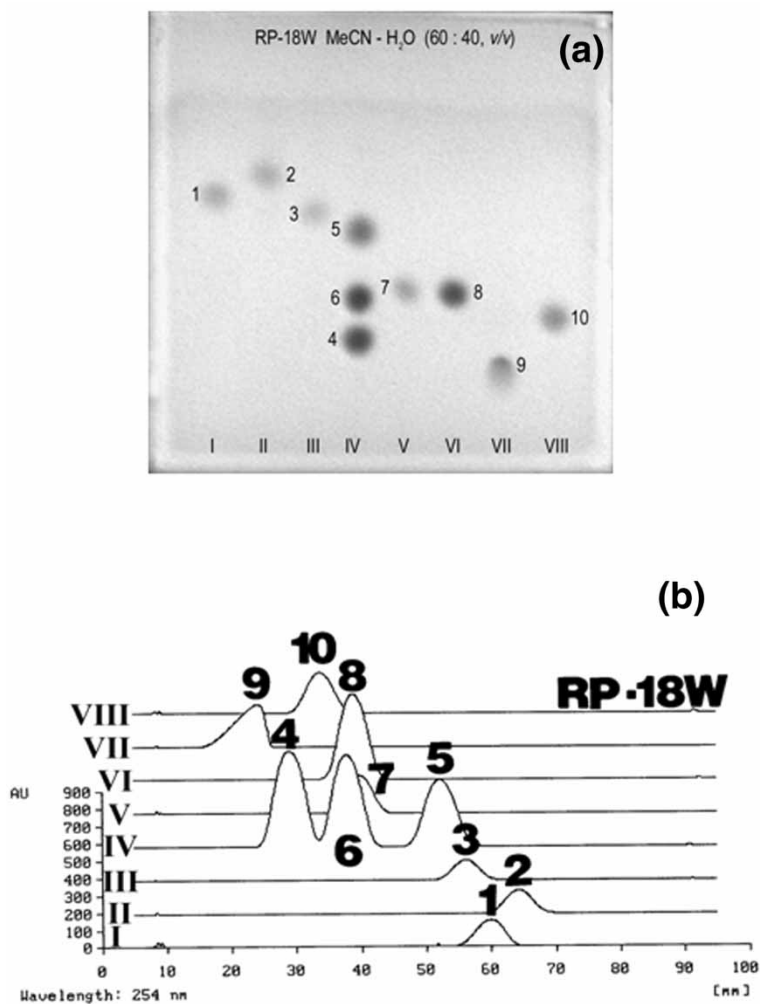 RP-18W MeCN - H₂O (60 : 40, v/v)
(a)
1
2
3
5
6
7
8
10
4
9
I II III IV V VI VII VIII
(b)
10
9 8 RP-18W
VIII
4
VII
5
VI
7
AU 900
800 V
700
6
600 IV
3
500
2
400 III
300
1
200 II
100
0 I
0 10 20 30 40 50 60 70 80 90 100
Wavelength: 254 nm [mm]